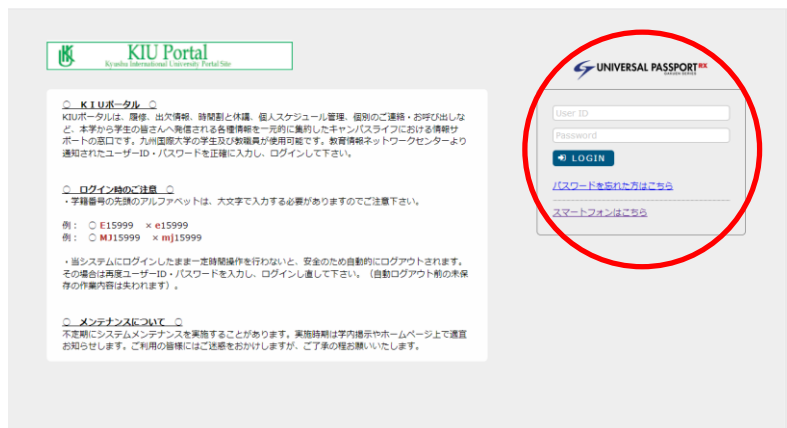 KIU Portal
Kyushu International University Portal Site
○ ＫＩＵポータル ○
KIUポータルは、履修、出欠情報、時間割と休講、個人スケジュール管理、個別のご連絡・お呼び出しな
ど、本学から学生の皆さんへ発信される各種情報を一元的に集約したキャンパスライフにおける情報サ
ポートの窓口です。九州国際大学の学生及び教職員が使用可能です。教育情報ネットワークセンターより
通知されたユーザーID・パスワードを正確に入力し、ログインして下さい。
○ ログイン時のご注意 ○
・学籍番号の先頭のアルファベットは、大文字で入力する必要がありますのでご注意下さい。
例： ○ E15999 × e15999
例： ○ MJ15999 × mj15999
・当システムにログインしたまま一定時間操作を行わないと、安全のため自動的にログアウトされます。
その場合は再度ユーザーID・パスワードを入力し、ログインし直して下さい。（自動ログアウト前の未保
存の作業内容は失われます）。
○ メンテナンスについて ○
不定期にシステムメンテナンスを実施することがあります。実施時期は学内掲示やホームページ上で適宜
お知らせします。ご利用の皆様にはご迷惑をおかけしますが、ご了承の程お願いいたします。
UNIVERSAL PASSPORT RX
User ID
Password
LOGIN
パスワードを忘れた方はこちら
スマートフォンはこちら